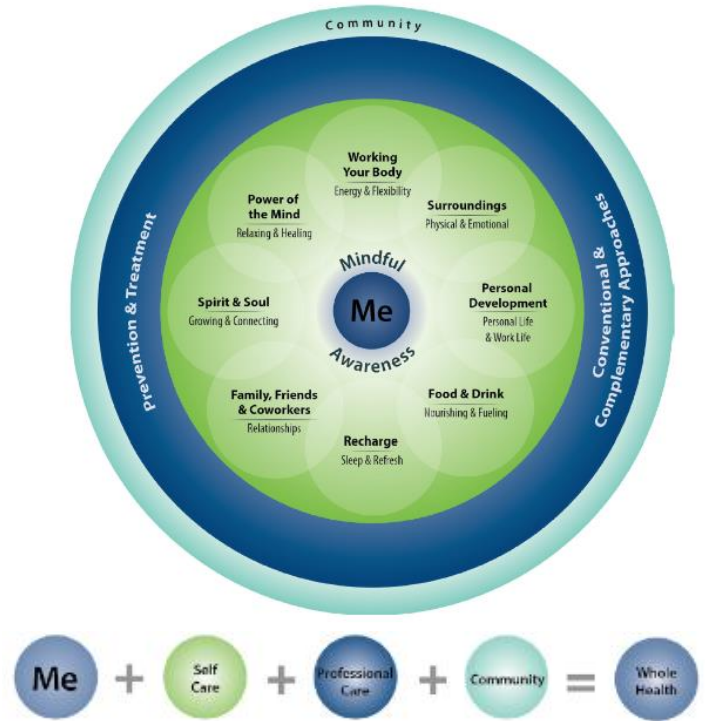 Community
Working
Your Body
Energy & Flexibility
Surroundings
Physical & Emotional
Personal
Development
Personal Life
& Work Life
Food & Drink
Nourishing & Fueling
Recharge
Sleep & Refresh
Family, Friends
& Coworkers
Relationships
Spirit & Soul
Growing & Connecting
Power of
the Mind
Relaxing & Healing
Mindful
Me
Awareness
Prevention & Treatment
Conventional &
Complementary Approaches
Me + Self Care + Professional Care + Community = Whole Health